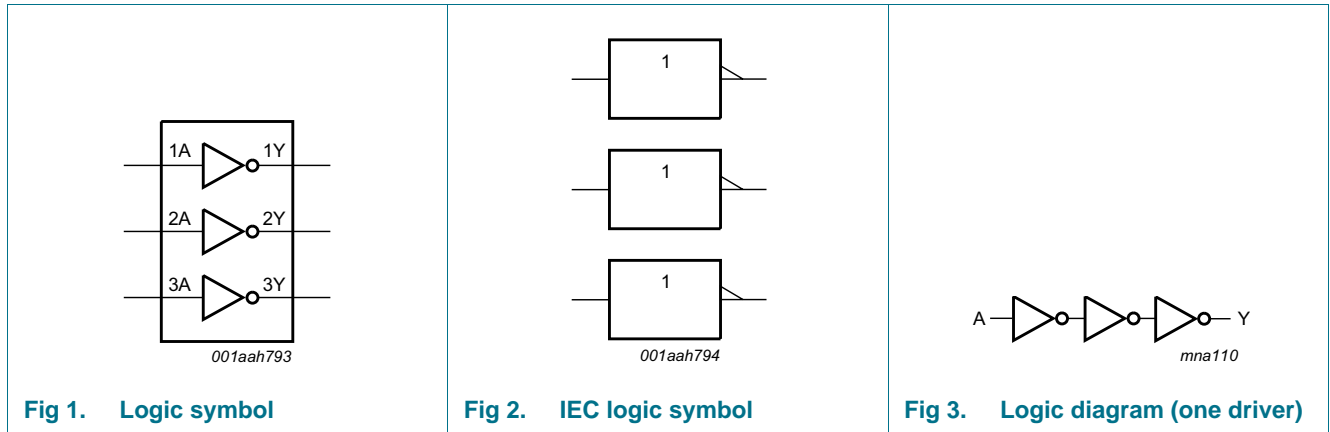 1A 1Y
2A 2Y
3A 3Y
001aah793
Fig 1. Logic symbol
1
1
1
001aah794
Fig 2. IEC logic symbol
A Y
mna110
Fig 3. Logic diagram (one driver)